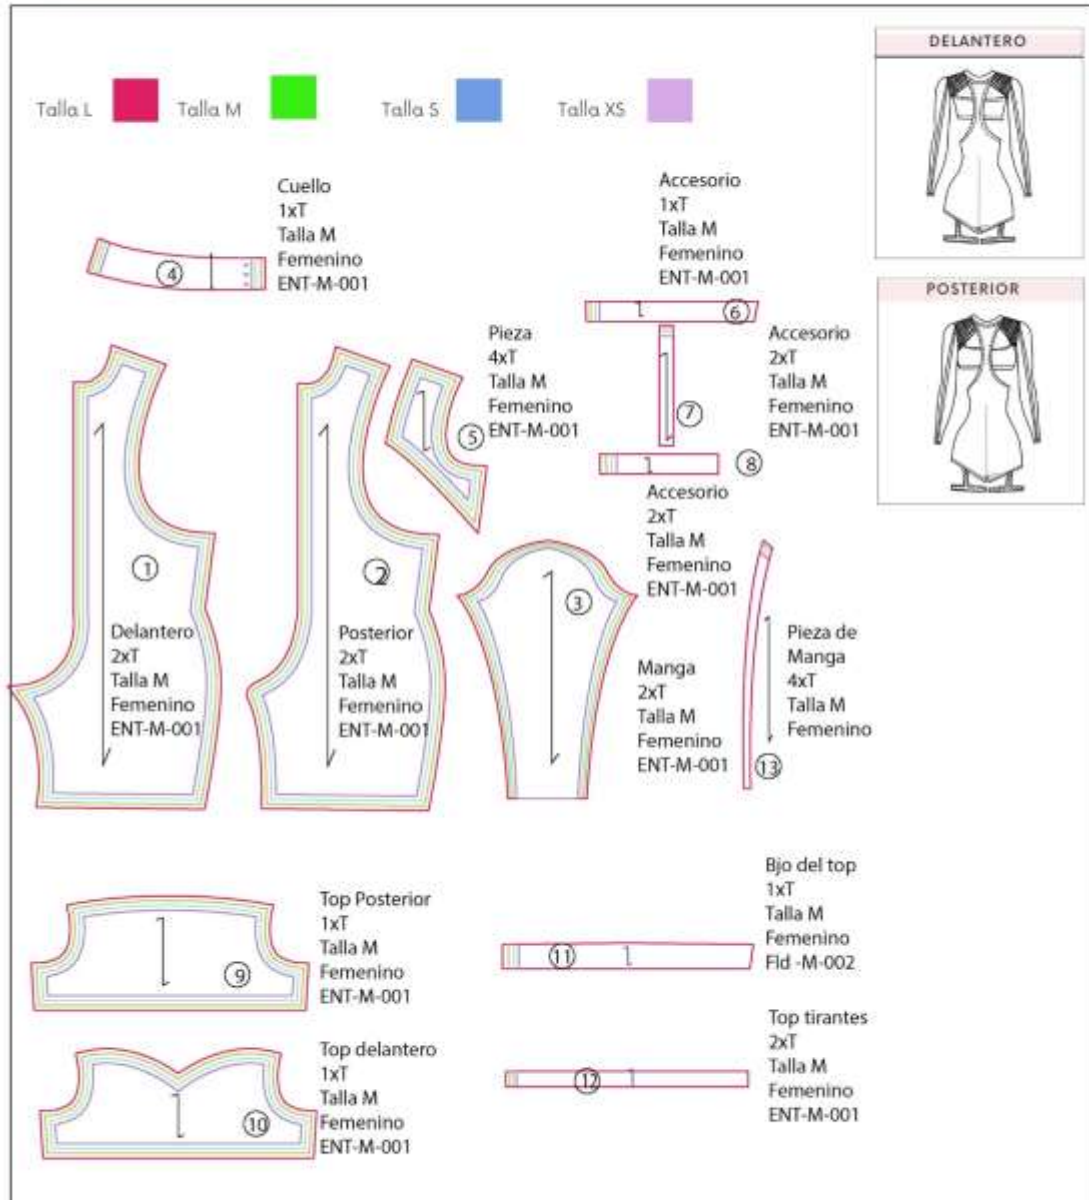 DELANTERO
Talla L
Talla M
Talla S
Talla XS
Cuello
1xT
Talla M
Femenino
ENT-M-001
4
Accesorio
1xT
Talla M
Femenino
ENT-M-001
6
POSTERIOR
Pieza
4xT
Talla M
Femenino
ENT-M-001
5
Accesorio
2xT
Talla M
Femenino
ENT-M-001
7
8
Accesorio
2xT
Talla M
Femenino
ENT-M-001
1
Delantero
2xT
Talla M
Femenino
ENT-M-001
2
Posterior
2xT
Talla M
Femenino
ENT-M-001
3
Manga
2xT
Talla M
Femenino
ENT-M-001
Pieza de
Manga
4xT
Talla M
Femenino
13
Top Posterior
1xT
Talla M
Femenino
ENT-M-001
9
Bjo del top
1xT
Talla M
Femenino
Fld -M-002
11
Top delantero
1xT
Talla M
Femenino
ENT-M-001
10
Top tirantes
2xT
Talla M
Femenino
ENT-M-001
12